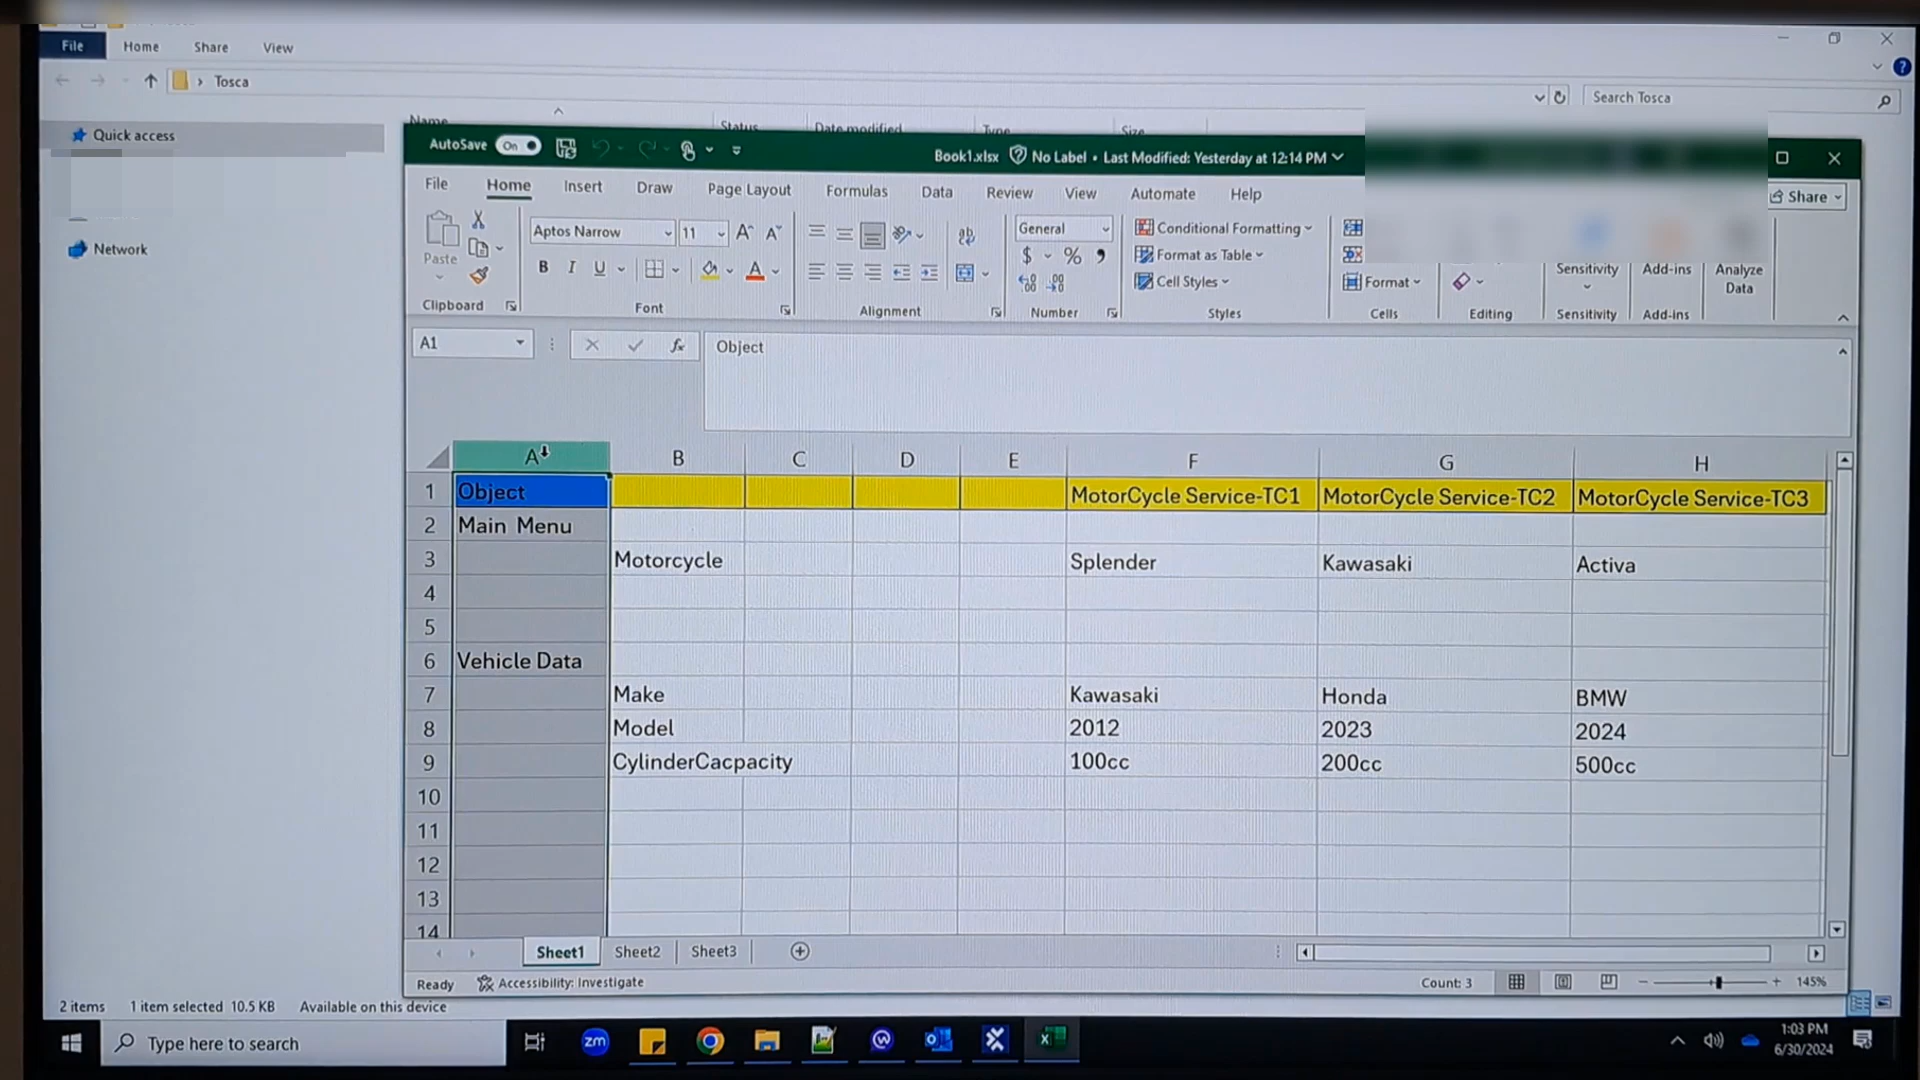 File Home Share View
Tosca
Search Tosca
Quick access
Network
Name Status Date modified Type Size
AutoSave On Book1.xlsx No Label • Last Modified: Yesterday at 12:14 PM
File Home Insert Draw Page Layout Formulas Data Review View Automate Help
Share
Paste
Clipboard
Aptos Narrow 11
B I U
Font
ab
Alignment
General
$ % ,
Number
Conditional Formatting
Format as Table
Cell Styles
Styles
Format
Cells
Editing
Sensitivity
Sensitivity
Add-ins
Add-ins
Analyze
Data
A1 fx Object
A B C D E F G H
1 Object MotorCycle Service-TC1 MotorCycle Service-TC2 MotorCycle Service-TC3
2 Main Menu
3 Motorcycle Splender Kawasaki Activa
4
5
6 Vehicle Data
7 Make Kawasaki Honda BMW
8 Model 2012 2023 2024
9 CylinderCacpacity 100cc 200cc 500cc
10
11
12
13
14
Sheet1 Sheet2 Sheet3
Ready Accessibility: Investigate Count: 3 145%
2 items 1 item selected 10.5 KB Available on this device
Type here to search
zm
1:03 PM
6/30/2024